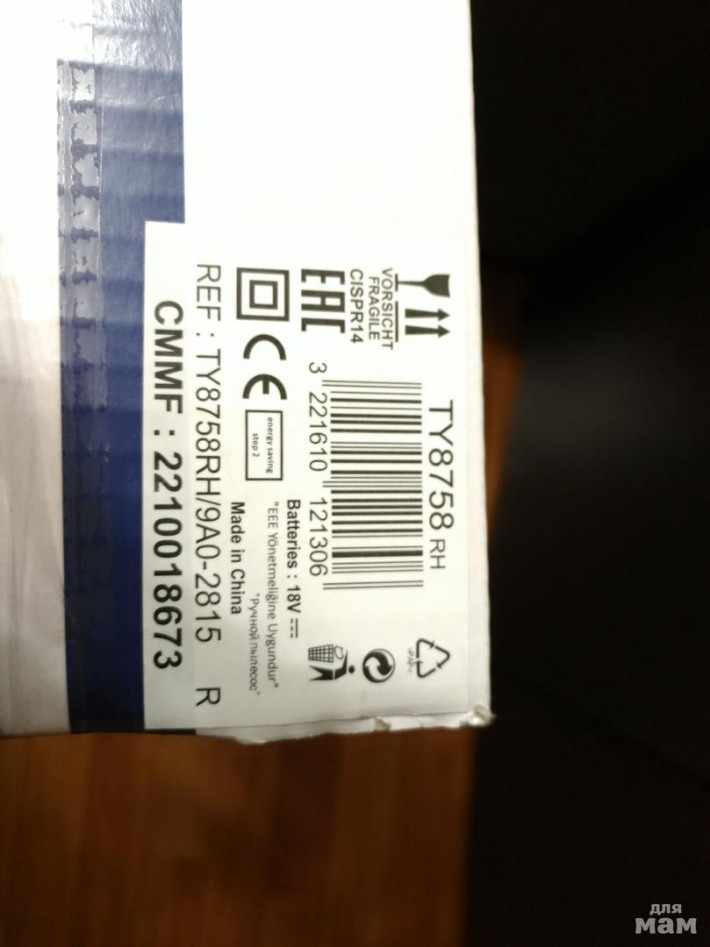 TY8758 RH
VORSICHT
FRAGILE
CISPR14
3 221610 121306
EAC
CE
energy saving
step 2
Batteries : 18V
"EEE Yönetmeliğine Uygundur"
"Ручной пылесос"
Made in China
REF : TY8758RH/9A0-2815 R
CMMF : 2210018673
для
мам